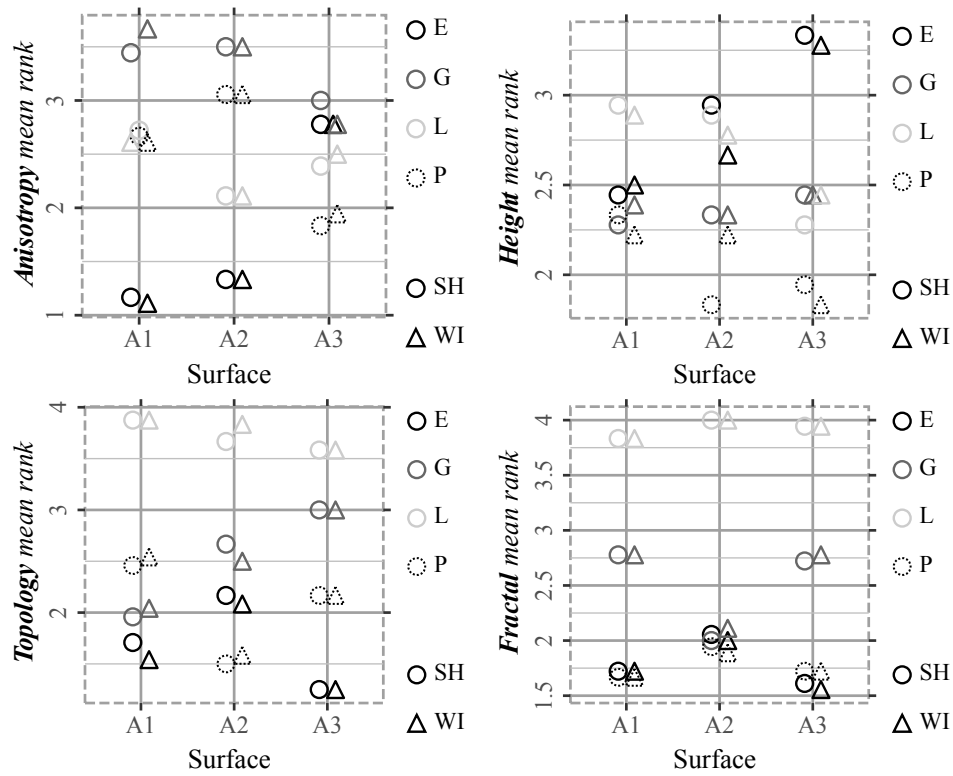 Anisotropy mean rank
3
2
1
A1 A2 A3
Surface
E
G
L
P
SH
WI
Height mean rank
3
2.5
2
A1 A2 A3
Surface
E
G
L
P
SH
WI
Topology mean rank
4
3
2
A1 A2 A3
Surface
E
G
L
P
SH
WI
Fractal mean rank
4
3.5
3
2.5
2
1.5
A1 A2 A3
Surface
E
G
L
P
SH
WI